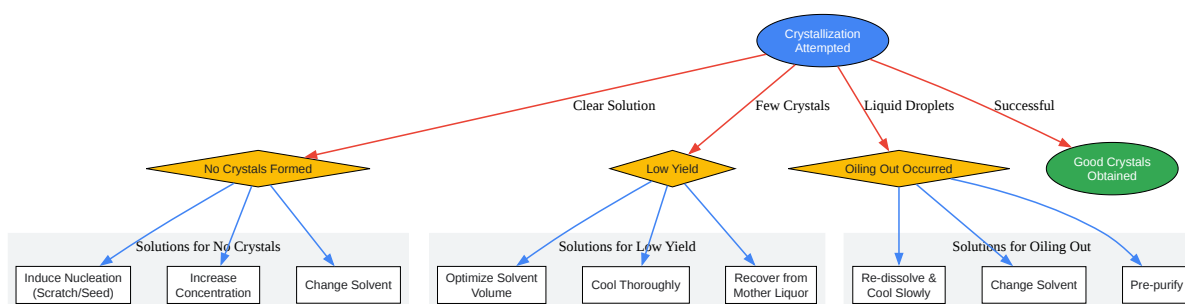 Crystallization
Attempted
Clear Solution
Few Crystals
Liquid Droplets
Successful
No Crystals Formed
Low Yield
Oiling Out Occurred
Good Crystals
Obtained
Solutions for No Crystals
Induce Nucleation
(Scratch/Seed)
Increase
Concentration
Change Solvent
Solutions for Low Yield
Optimize Solvent
Volume
Cool Thoroughly
Recover from
Mother Liquor
Solutions for Oiling Out
Re-dissolve &
Cool Slowly
Change Solvent
Pre-purify